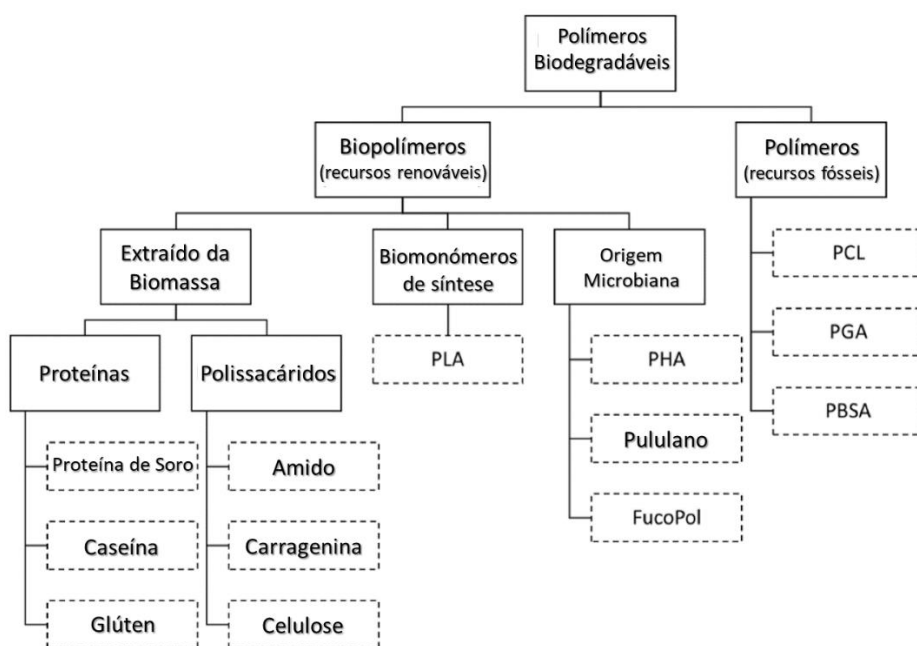 Polímeros
Biodegradáveis
Biopolímeros
(recursos renováveis)
Polímeros
(recursos fósseis)
Extraído da
Biomassa
Biomonómeros
de síntese
Origem
Microbiana
PCL
PGA
PBSA
Proteínas
Polissacáridos
PLA
PHA
Pululano
FucoPol
Proteína de Soro
Caseína
Glúten
Amido
Carragenina
Celulose